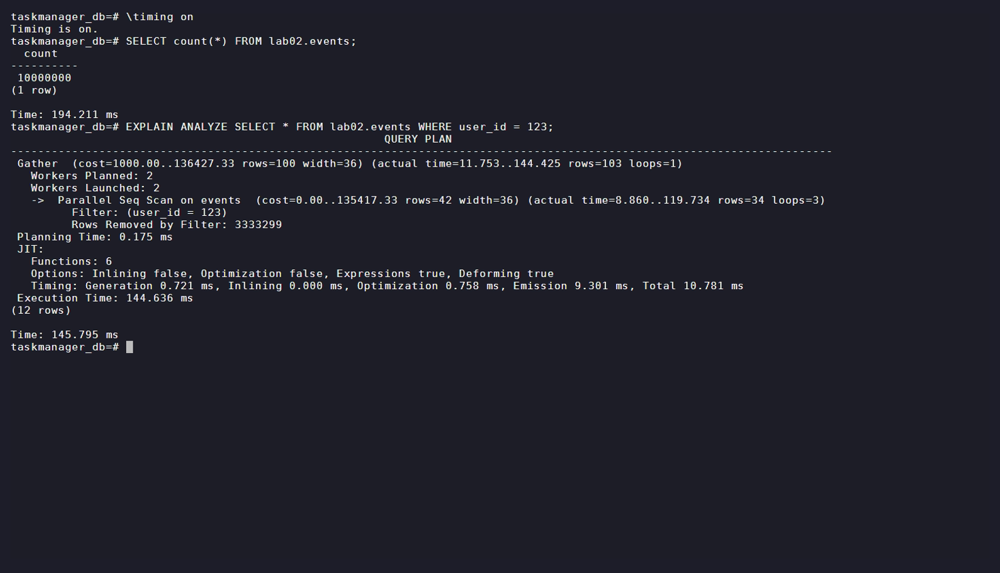 taskmanager_db=# \timing on
Timing is on.
taskmanager_db=# SELECT count(*) FROM lab02.events;
  count
----------
 10000000
(1 row)

Time: 194.211 ms
taskmanager_db=# EXPLAIN ANALYZE SELECT * FROM lab02.events WHERE user_id = 123;
                                                       QUERY PLAN
-------------------------------------------------------------------------------------------------------------------------
 Gather  (cost=1000.00..136427.33 rows=100 width=36) (actual time=11.753..144.425 rows=103 loops=1)
   Workers Planned: 2
   Workers Launched: 2
   ->  Parallel Seq Scan on events  (cost=0.00..135417.33 rows=42 width=36) (actual time=8.860..119.734 rows=34 loops=3)
         Filter: (user_id = 123)
         Rows Removed by Filter: 3333299
 Planning Time: 0.175 ms
 JIT:
   Functions: 6
   Options: Inlining false, Optimization false, Expressions true, Deforming true
   Timing: Generation 0.721 ms, Inlining 0.000 ms, Optimization 0.758 ms, Emission 9.301 ms, Total 10.781 ms
 Execution Time: 144.636 ms
(12 rows)

Time: 145.795 ms
taskmanager_db=#